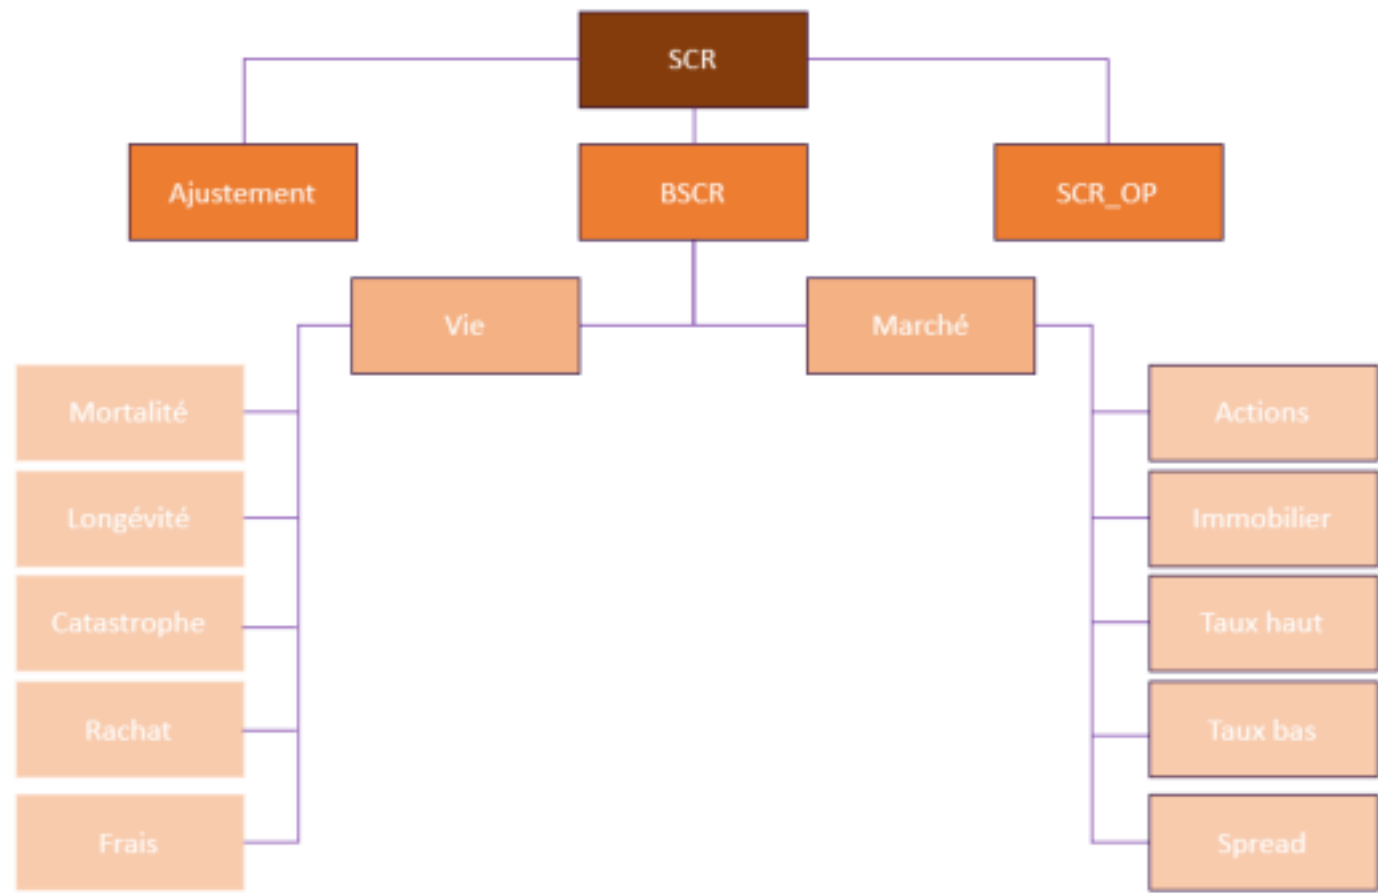 SCR
Ajustement
BSCR
SCR_OP
Vie
Marché
Mortalité
Longévité
Catastrophe
Rachat
Frais
Actions
Immobilier
Taux haut
Taux bas
Spread